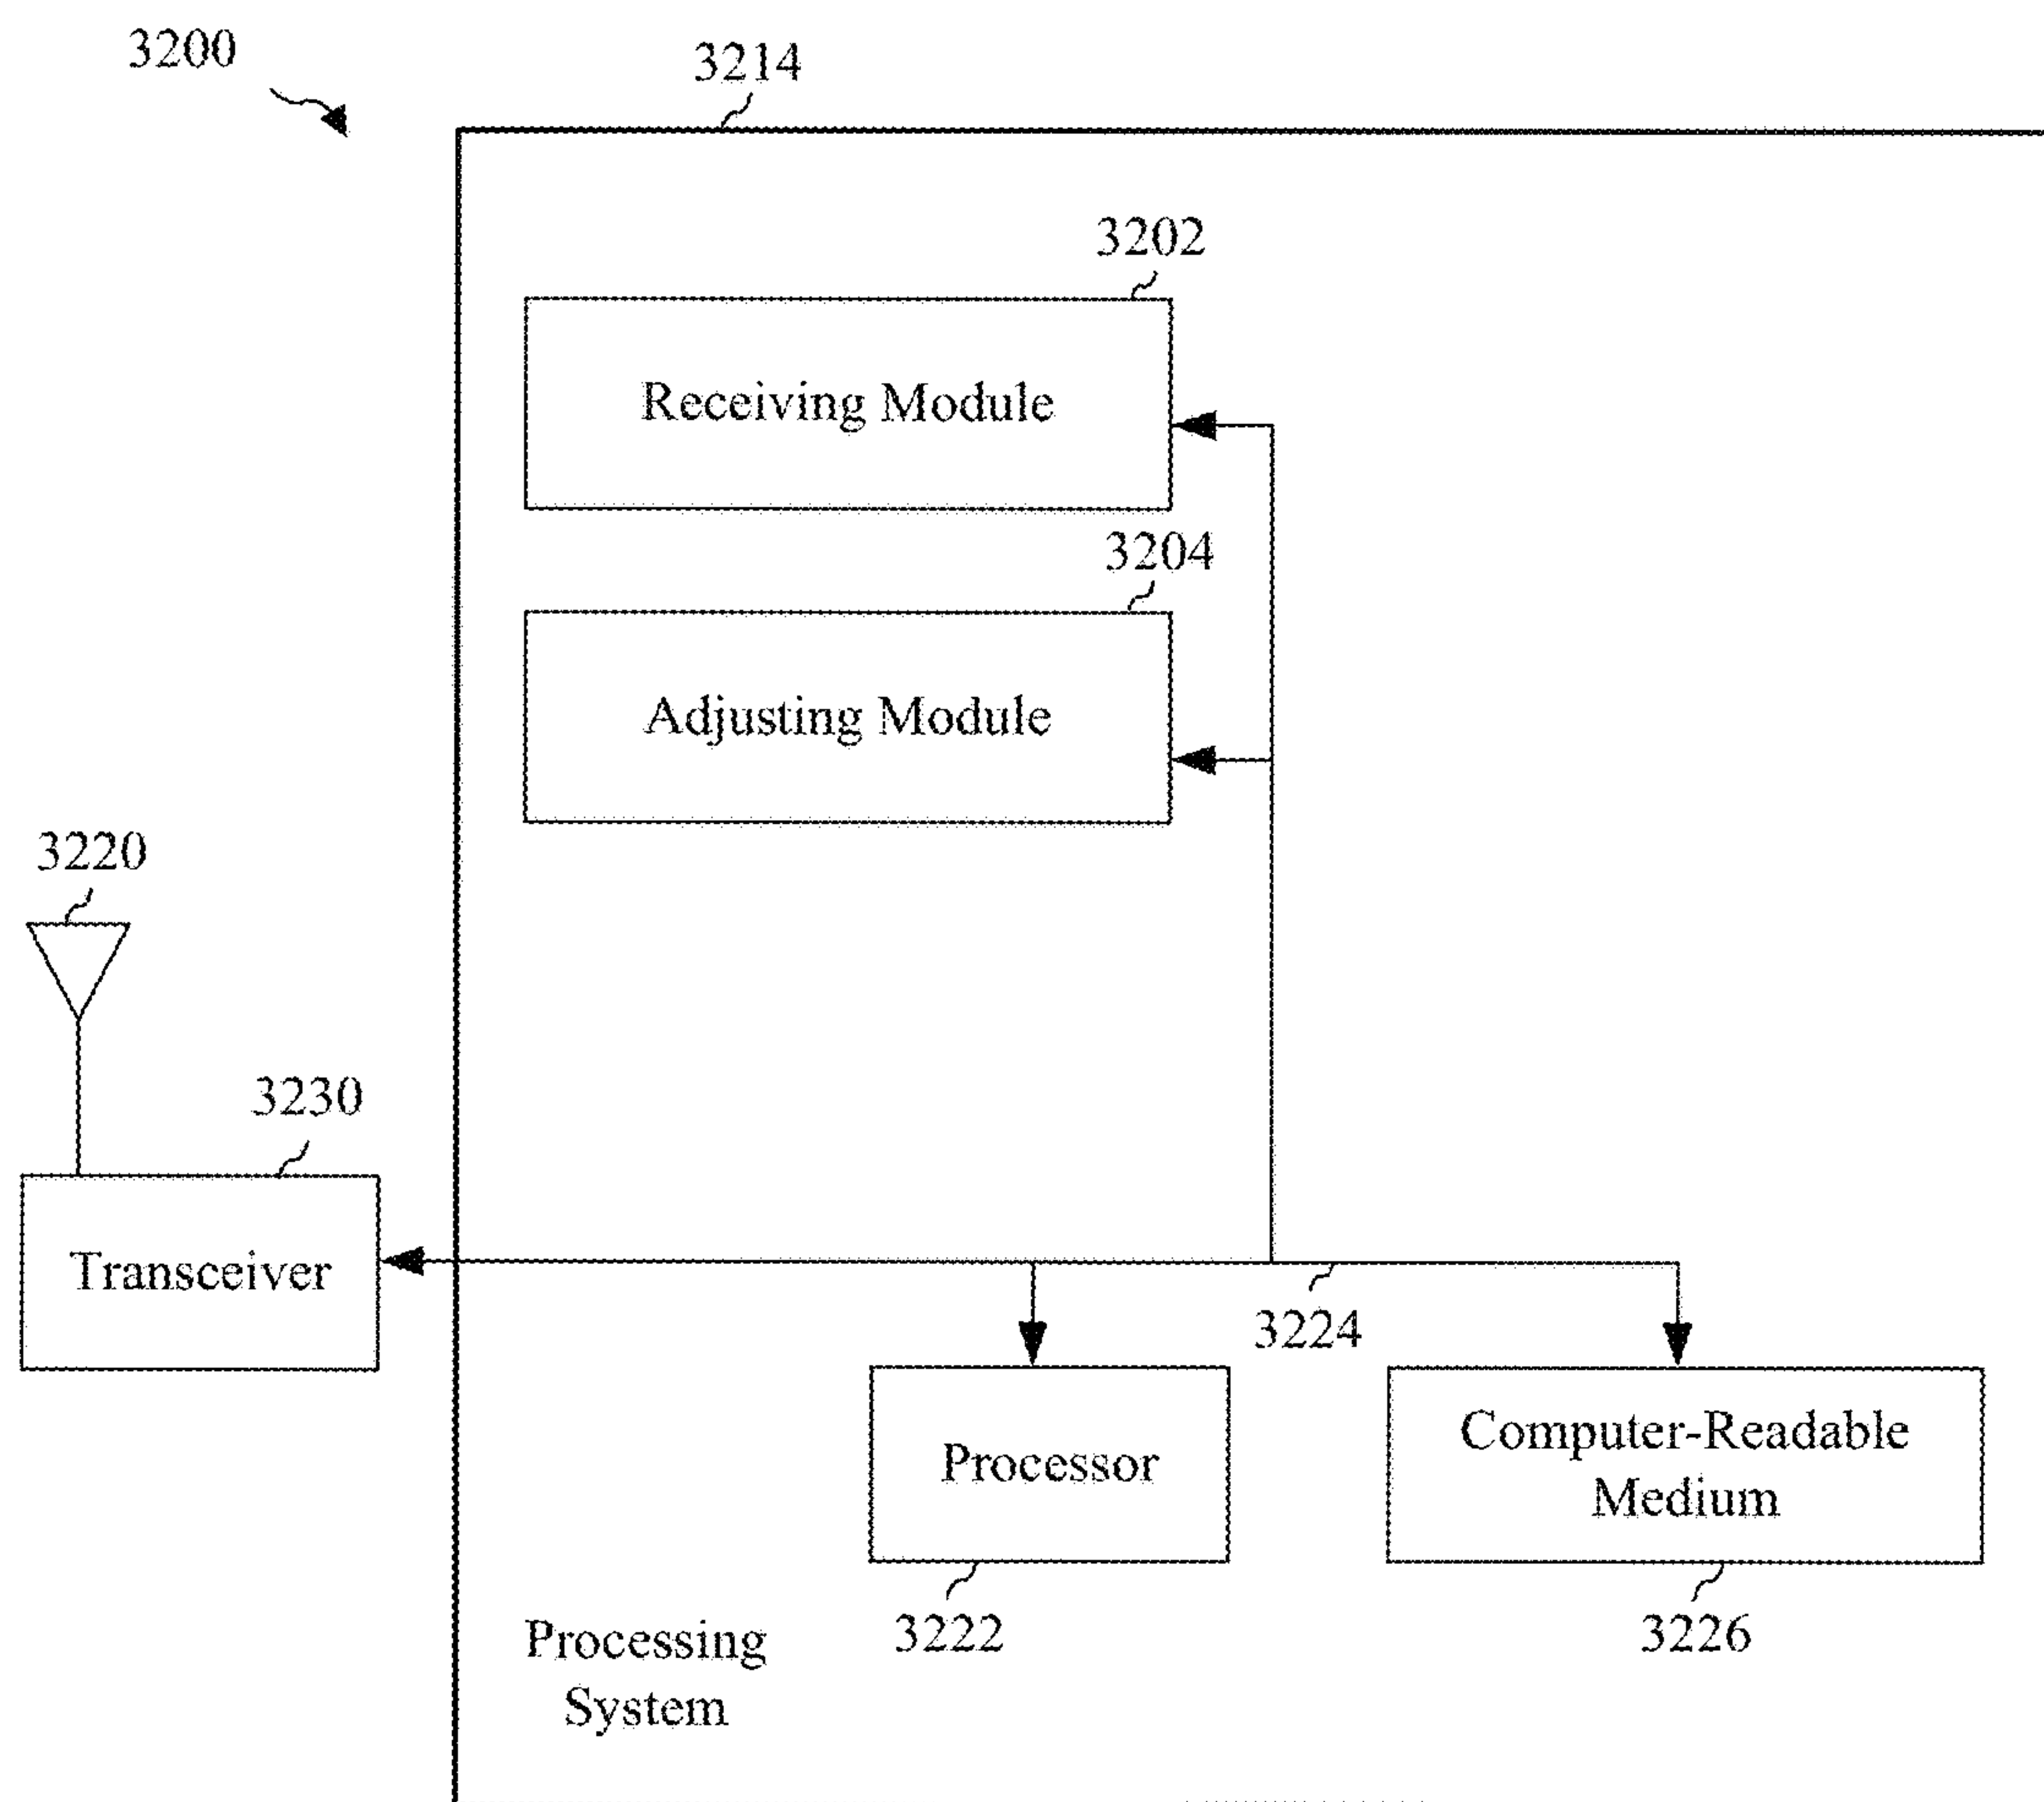 3200
3214
3202
Receiving Module
3204
Adjusting Module
3220
3230
Transceiver
3224
Processor
Computer-Readable
Medium
3222
3226
Processing
System